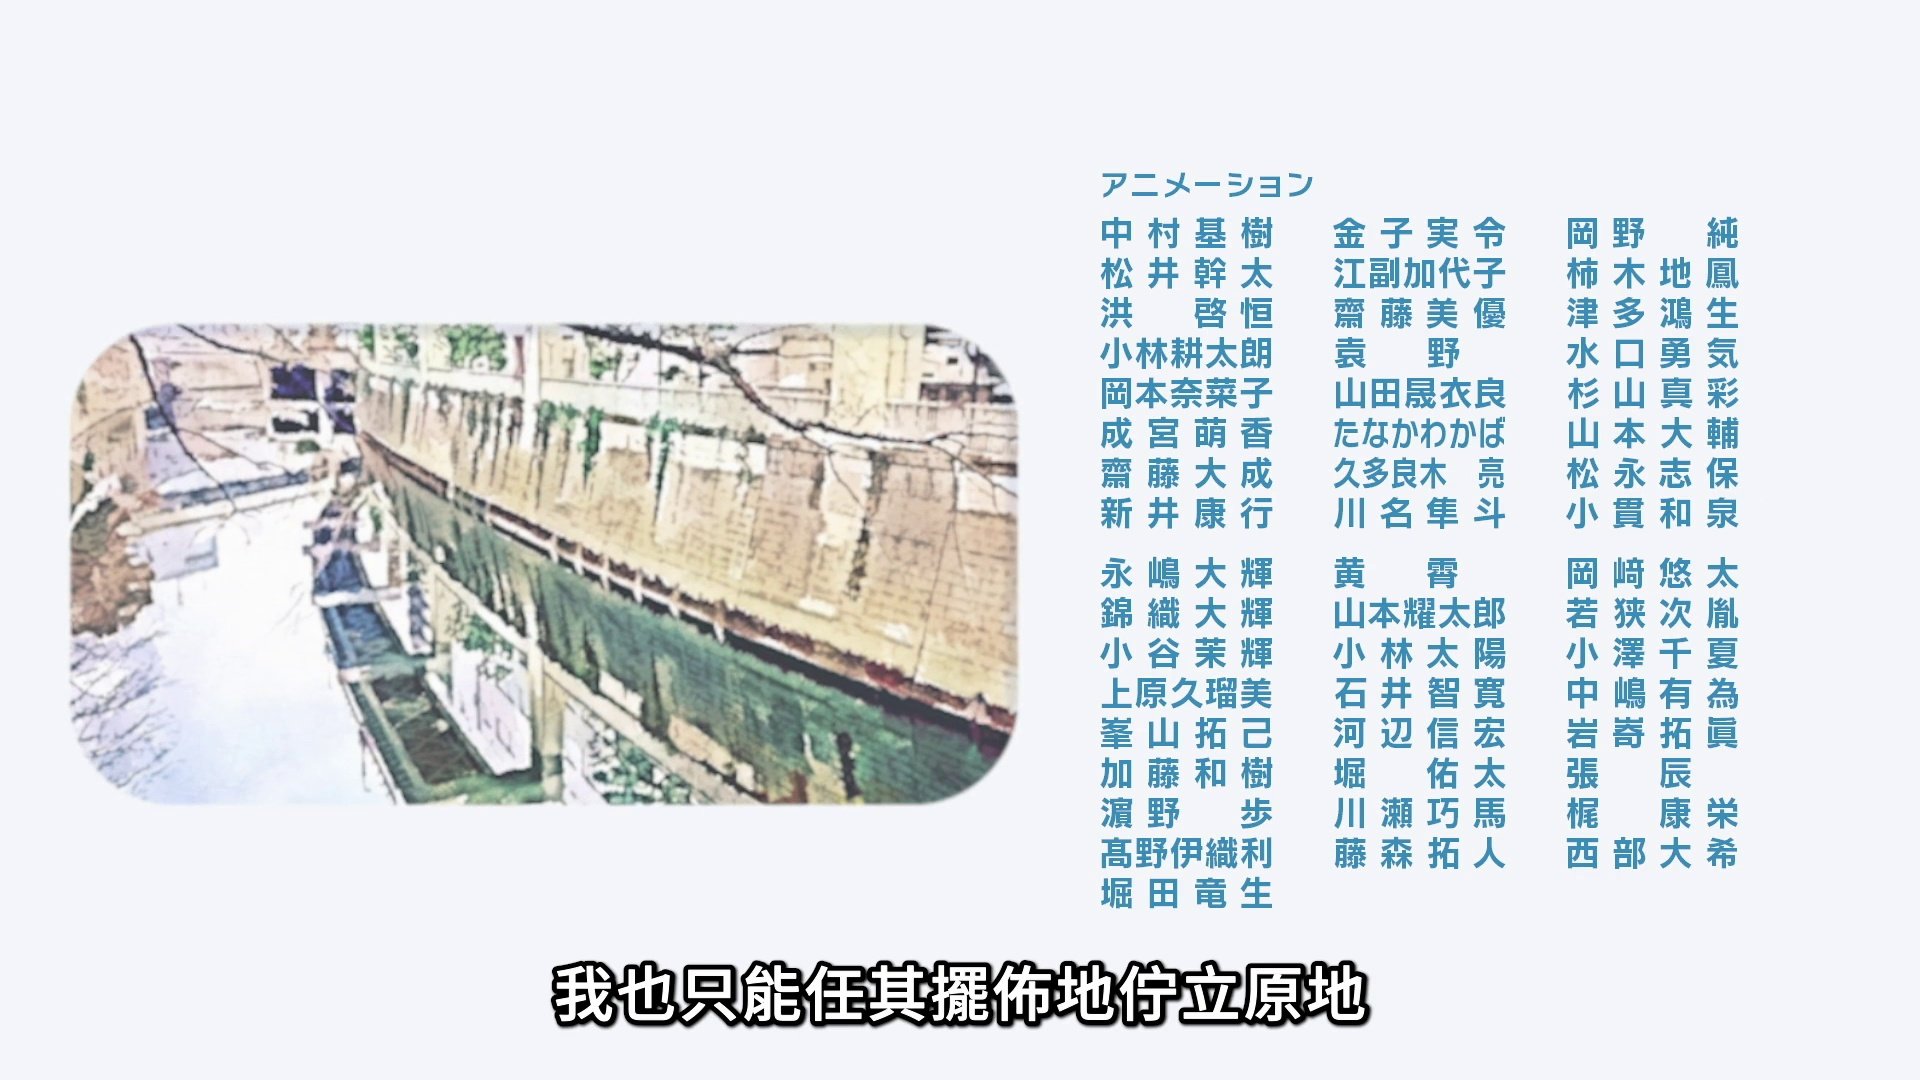 アニメーション
中村基樹 金子実令 岡野 純
松井幹太 江副加代子 柿木地鳳
洪 啓恒 齋藤美優 津多鴻生
小林耕太朗 袁 野 水口勇気
岡本奈菜子 山田晟衣良 杉山真彩
成宮萌香 たなかわかば 山本大輔
齋藤大成 久多良木 亮 松永志保
新井康行 川名隼斗 小貫和泉
永嶋大輝 黄 霄 岡﨑悠太
錦織大輝 山本耀太郎 若狭次胤
小谷茉輝 小林太陽 小澤千夏
上原久瑠美 石井智寛 中嶋有為
峯山拓己 河辺信宏 岩嵜拓眞
加藤和樹 堀 佑太 張 辰
濵野 歩 川瀬巧馬 梶 康栄
髙野伊織利 藤森拓人 西部大希
堀田竜生
我也只能任其擺佈地佇立原地